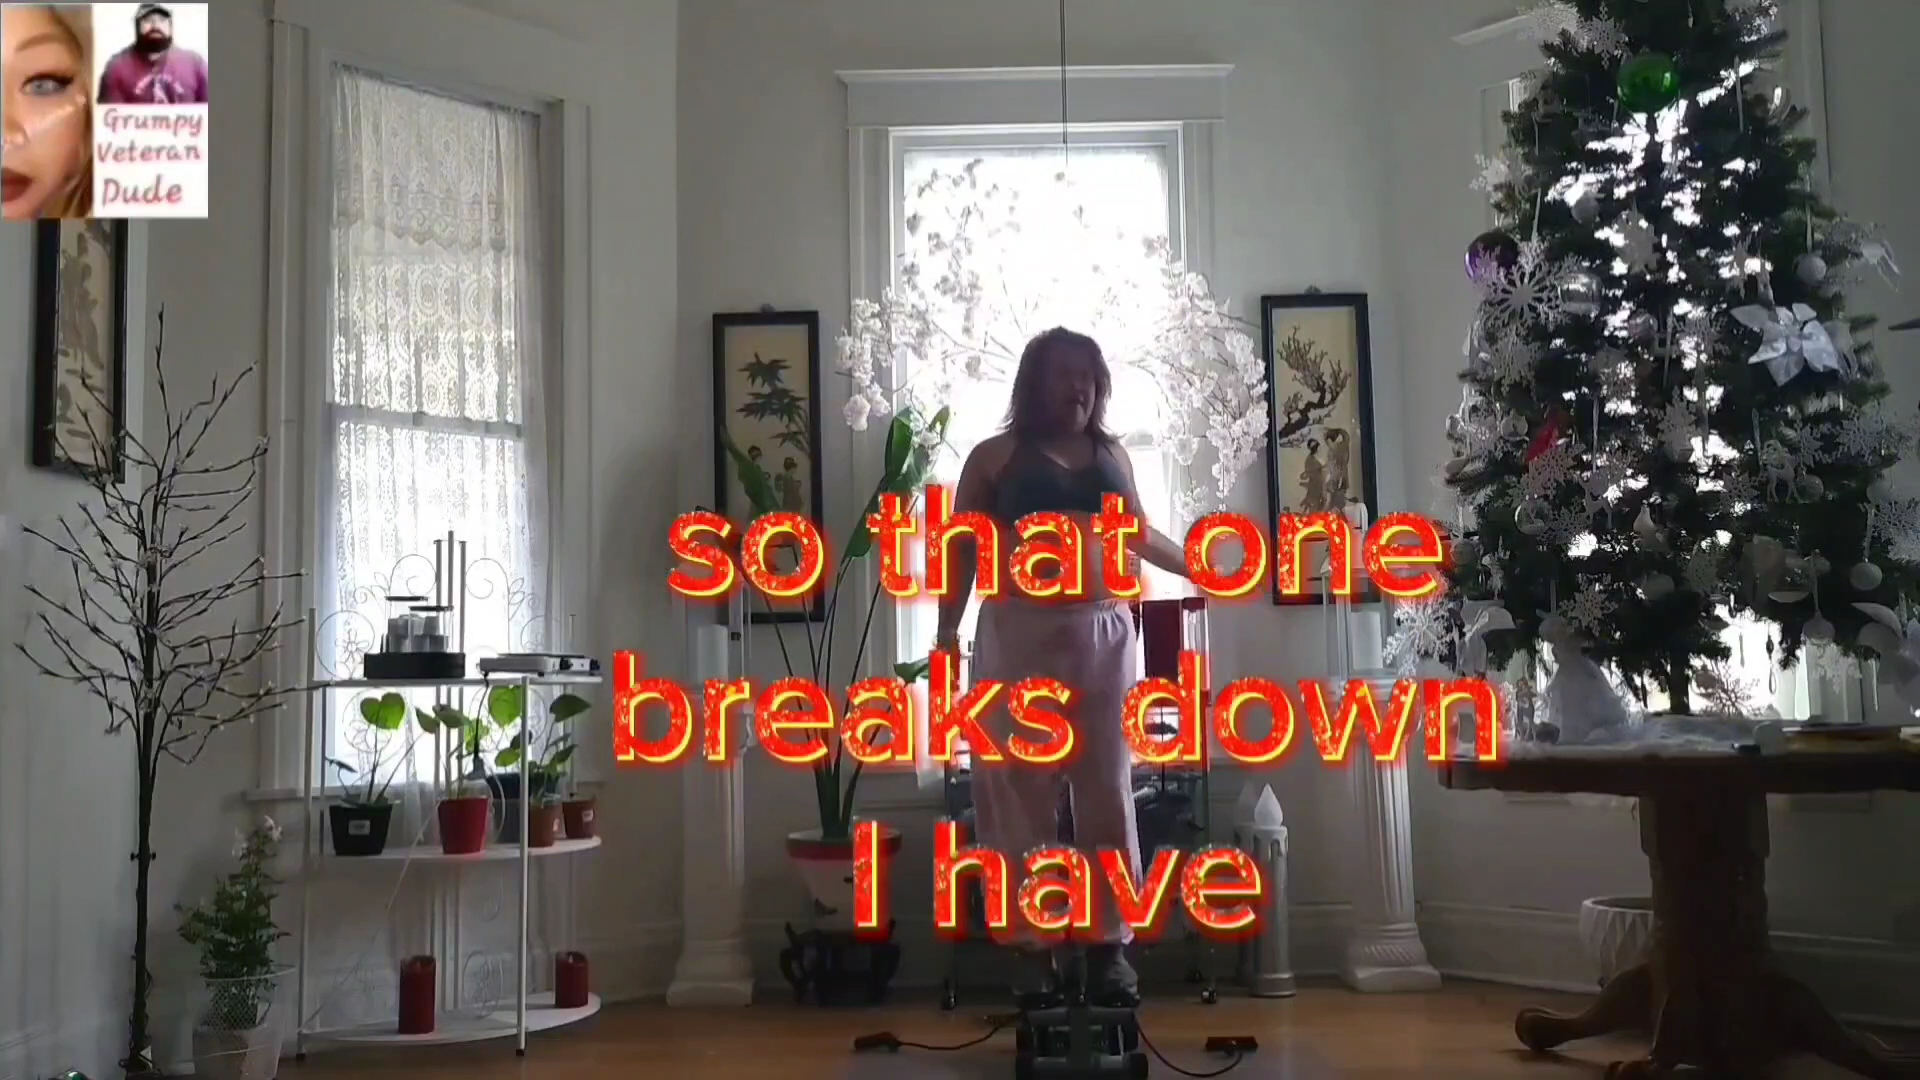 Grumpy
Veteran
Dude
so that one
breaks down
I have